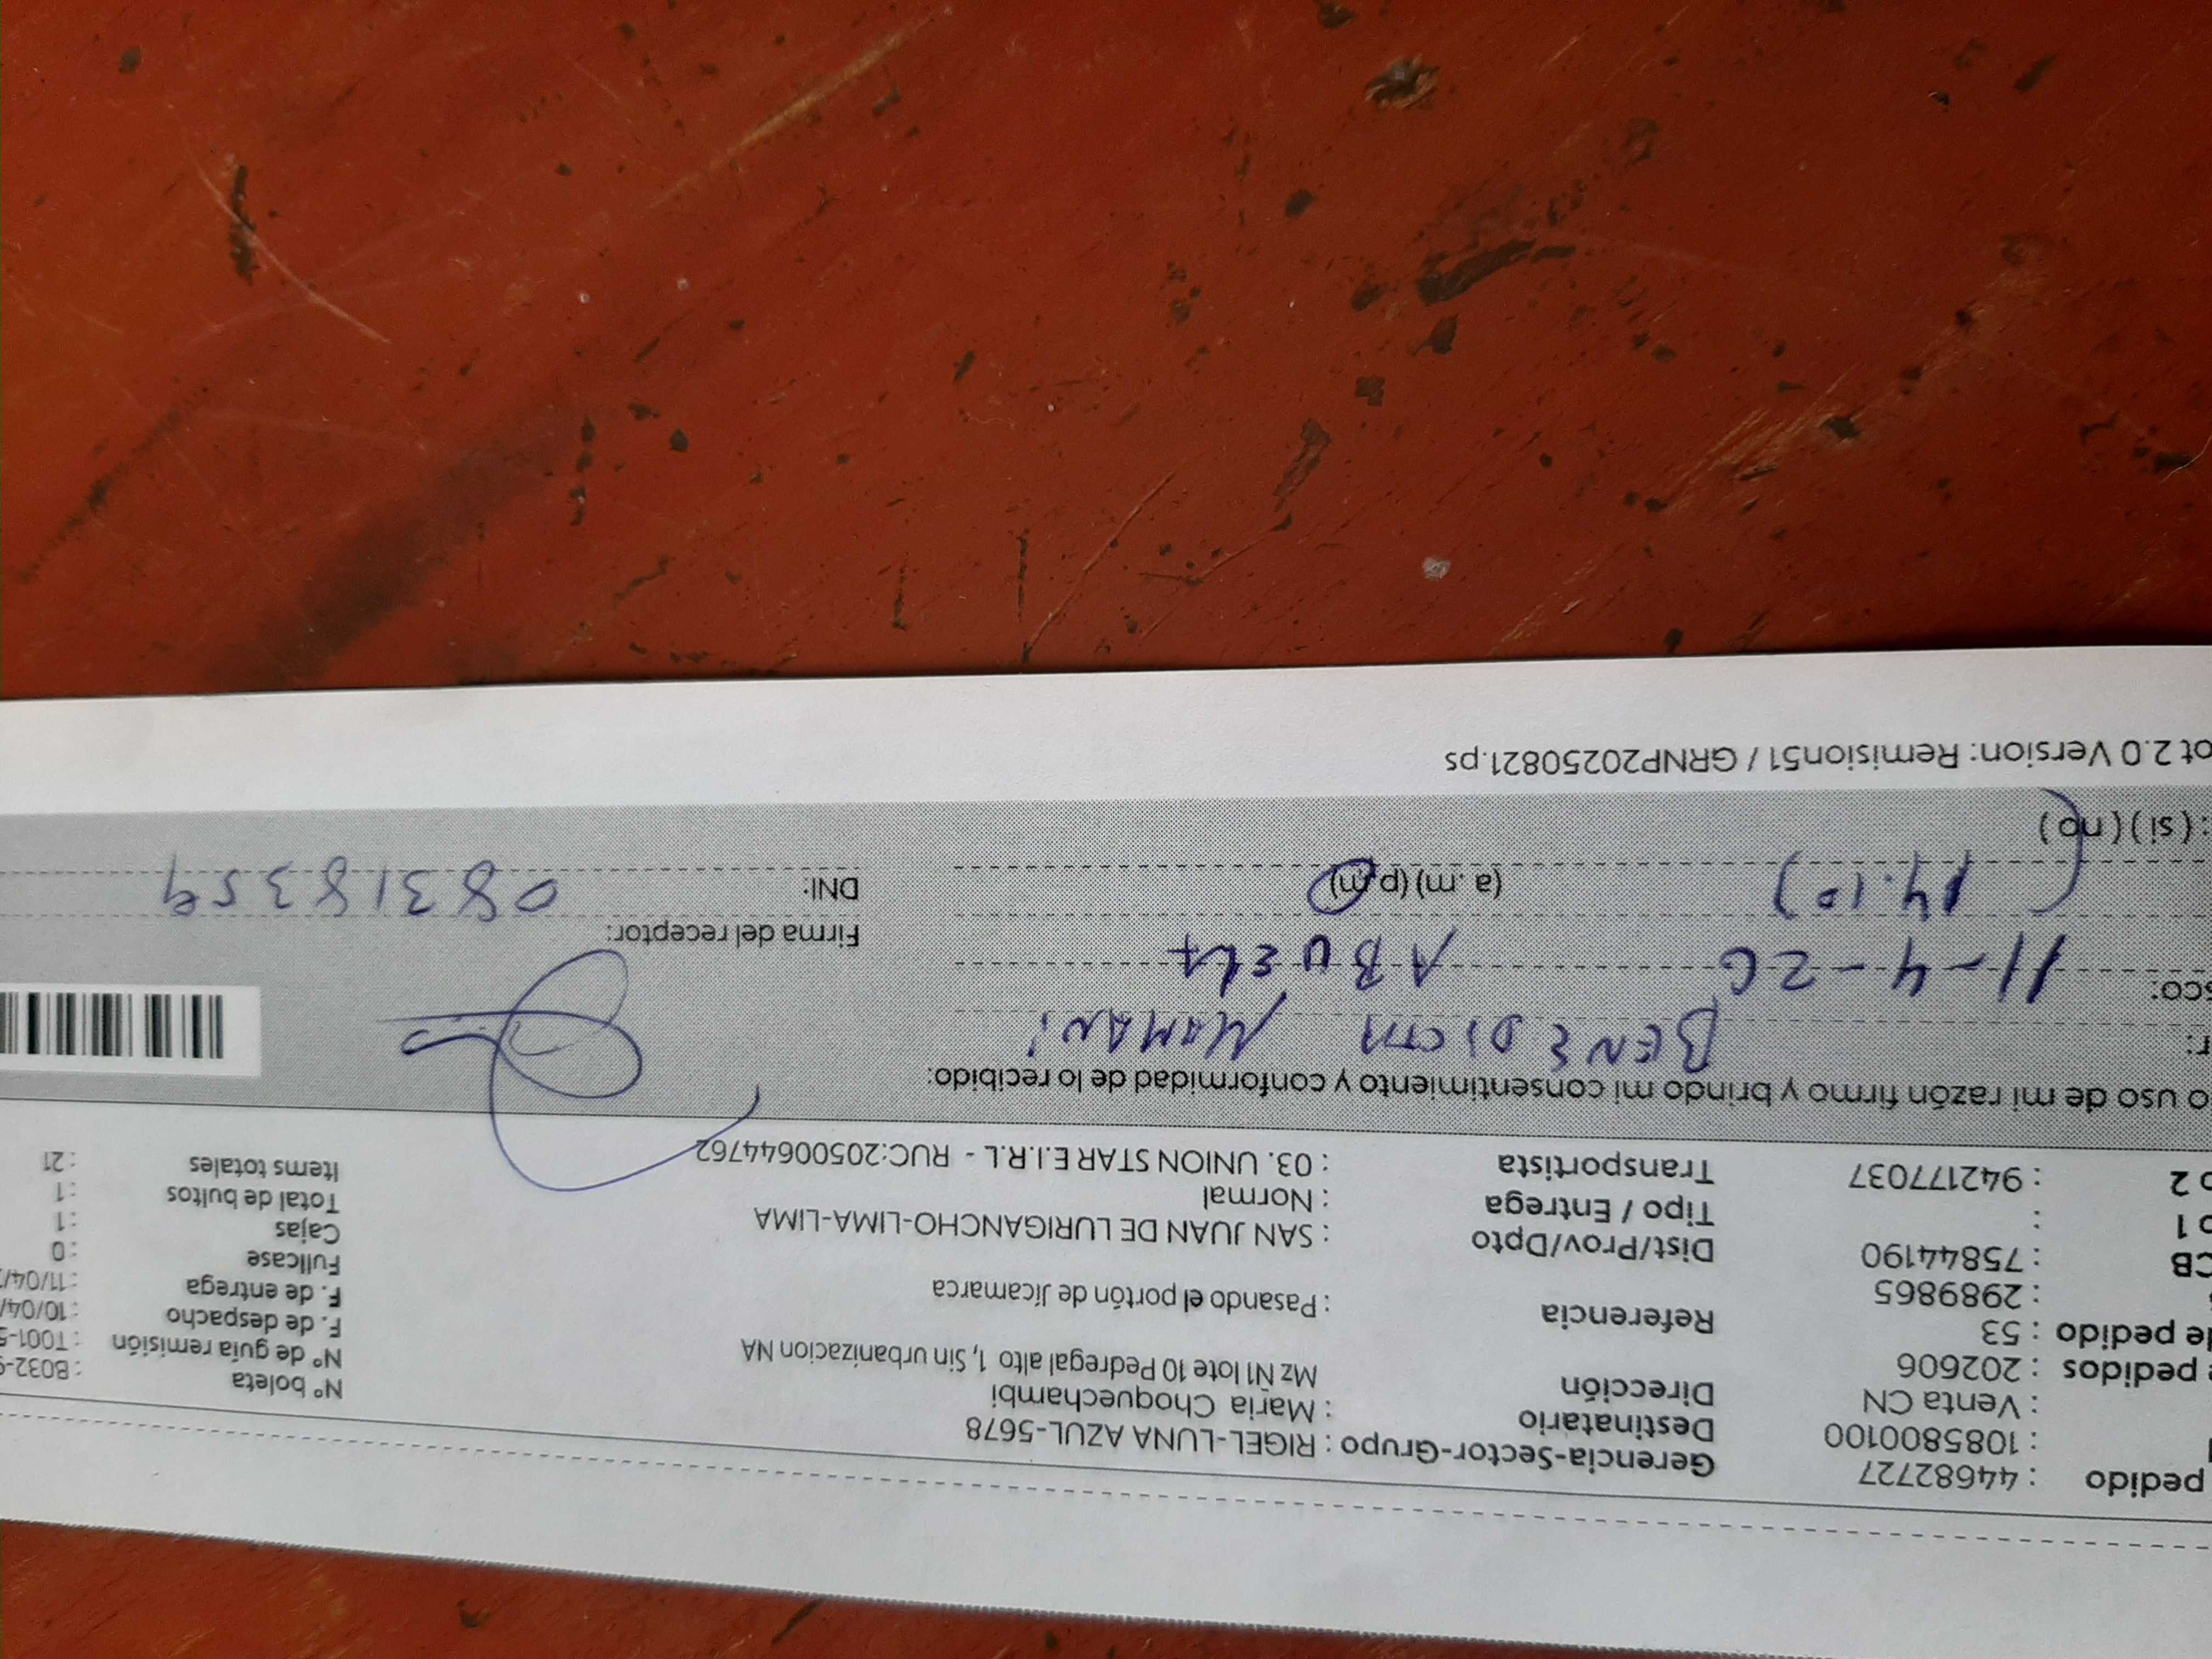 pedido : 44682727 Gerencia-Sector-Grupo : RIGEL-LUNA AZUL-5678
: 1085800100 Destinatario : Maria Choquechambi Nº boleta : B032-
: Venta CN Dirección Mz N1 lote 10 Pedregal alto 1, Sin urbanizacion NA Nº de guía remisión : T001-
pedidos : 202606 F. de despacho : 10/04/
de pedido : 53 Referencia : Pasando el portón de Jicamarca F. de entrega : 11/04/
: 2989865 Fullcase : 0
CB : 75844190 Dist/Prov/Dpto : SAN JUAN DE LURIGANCHO-LIMA-LIMA Cajas : 1
o 1 : Tipo / Entrega : Normal Total de bultos : 1
o 2 : 942177037 Transportista : 03. UNION STAR E.I.R.L - RUC:20500644762 Items totales : 21
o uso de mi razón firmo y brindo mi consentimiento y conformidad de lo recibido:
r: BENEDICTA MAMANI
sco: 11-4-26 ABUELA Firma del receptor:
14.10 (a .m) (p.m) DNI: 08318359
: ( si ) ( no )
ot 2.0 Version: Remision51 / GRNP20250821.ps